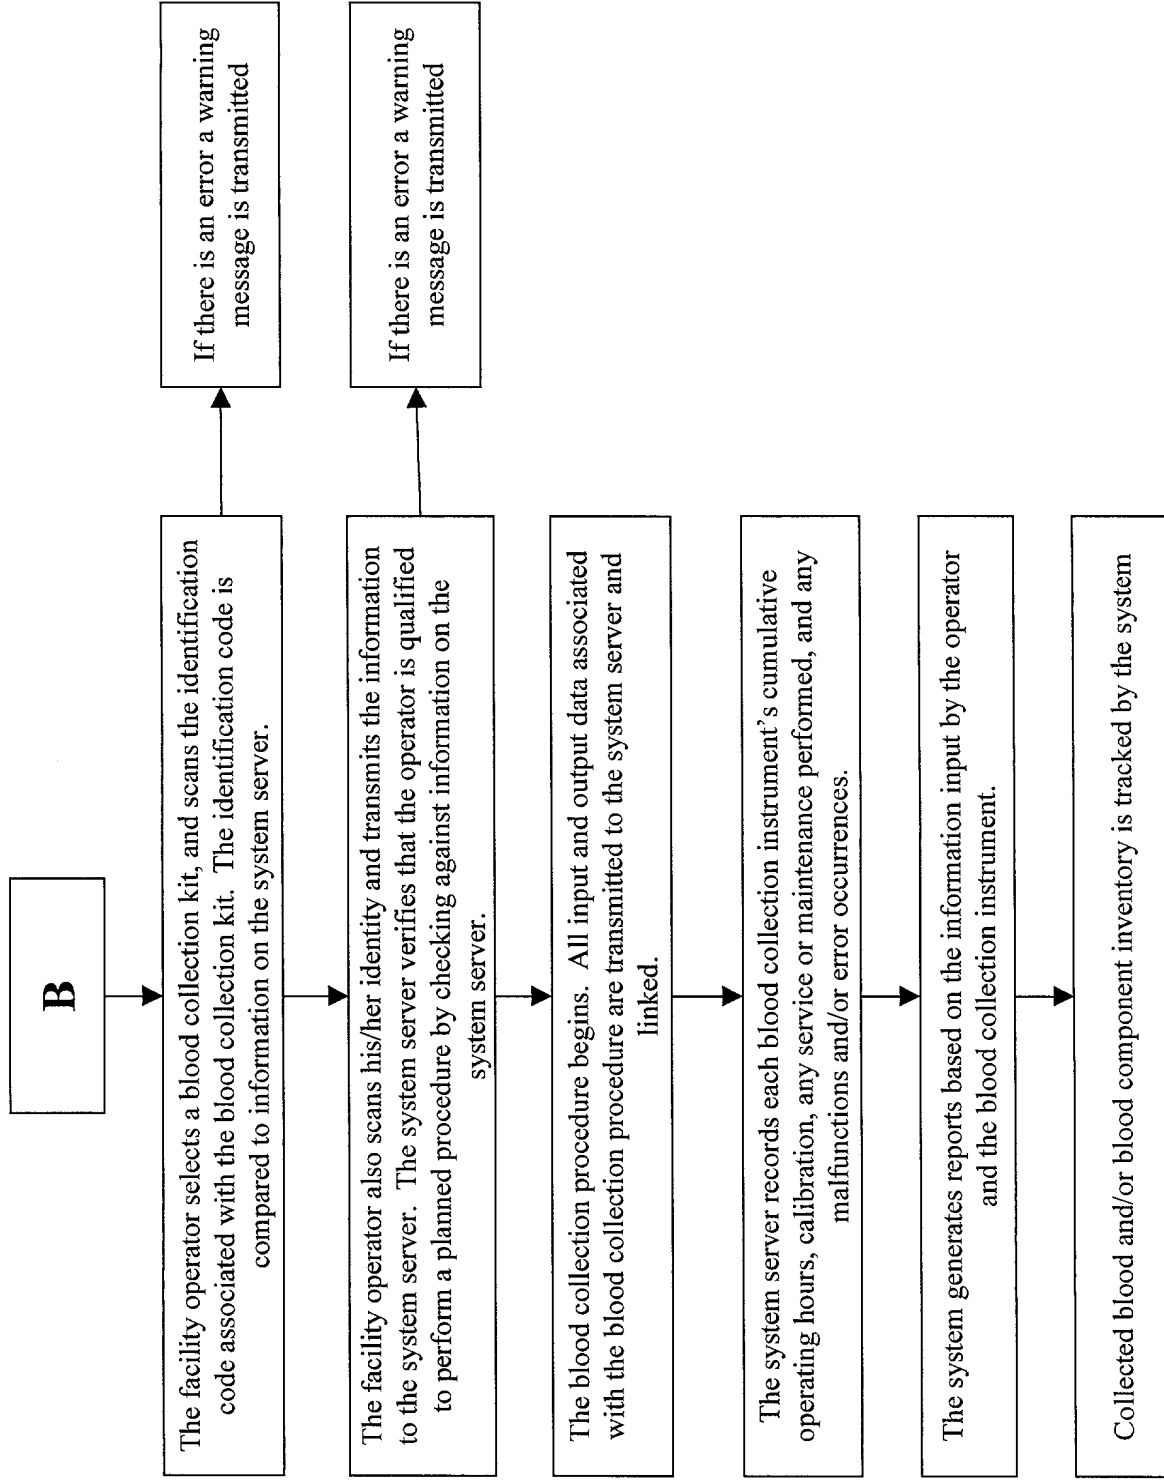 B
The facility operator selects a blood collection kit, and scans the identification
code associated with the blood collection kit. The identification code is
compared to information on the system server.
If there is an error a warning
message is transmitted
The facility operator also scans his/her identity and transmits the information
to the system server. The system server verifies that the operator is qualified
to perform a planned procedure by checking against information on the
system server.
If there is an error a warning
message is transmitted
The blood collection procedure begins. All input and output data associated
with the blood collection procedure are transmitted to the system server and
linked.
The system server records each blood collection instrument’s cumulative
operating hours, calibration, any service or maintenance performed, and any
malfunctions and/or error occurrences.
The system generates reports based on the information input by the operator
and the blood collection instrument.
Collected blood and/or blood component inventory is tracked by the system